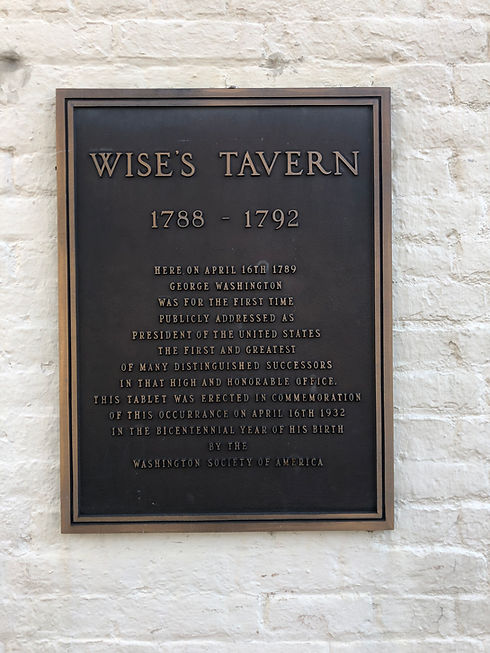 WISE'S TAVERN
1788 - 1792
HERE ON APRIL 16TH 1789
GEORGE WASHINGTON
WAS FOR THE FIRST TIME
PUBLICLY ADDRESSED AS
PRESIDENT OF THE UNITED STATES
THE FIRST AND GREATEST
OF MANY DISTINGUISHED SUCCESSORS
IN THAT HIGH AND HONORABLE OFFICE.
THIS TABLET WAS ERECTED IN COMMEMORATION
OF THIS OCCURRANCE ON APRIL 16TH 1932
IN THE BICENTENNIAL YEAR OF HIS BIRTH
BY THE
WASHINGTON SOCIETY OF AMERICA